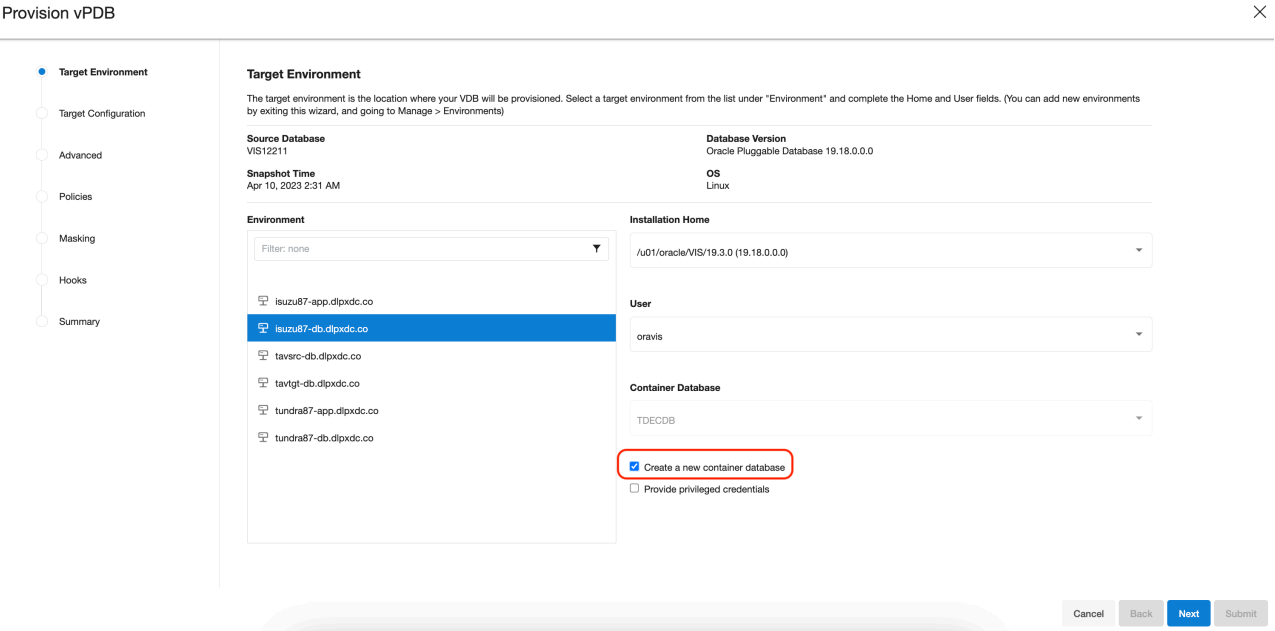 Provision vPDB
Target Environment
Target Configuration
Advanced
Policies
Masking
Hooks
Summary
Target Environment
The target environment is the location where your VDB will be provisioned. Select a target environment from the list under "Environment" and complete the Home and User fields. (You can add new environments
by exiting this wizard, and going to Manage > Environments)
Source Database
VIS12211
Database Version
Oracle Pluggable Database 19.18.0.0.0
Snapshot Time
Apr 10, 2023 2:31 AM
OS
Linux
Environment
Filter: none
isuzu87-app.dlpxdc.co
isuzu87-db.dlpxdc.co
tavsrc-db.dlpxdc.co
tavtgt-db.dlpxdc.co
tundra87-app.dlpxdc.co
tundra87-db.dlpxdc.co
Installation Home
/u01/oracle/VIS/19.3.0 (19.18.0.0.0)
User
oravis
Container Database
TDECDB
Create a new container database
Provide privileged credentials
Cancel
Back
Next
Submit